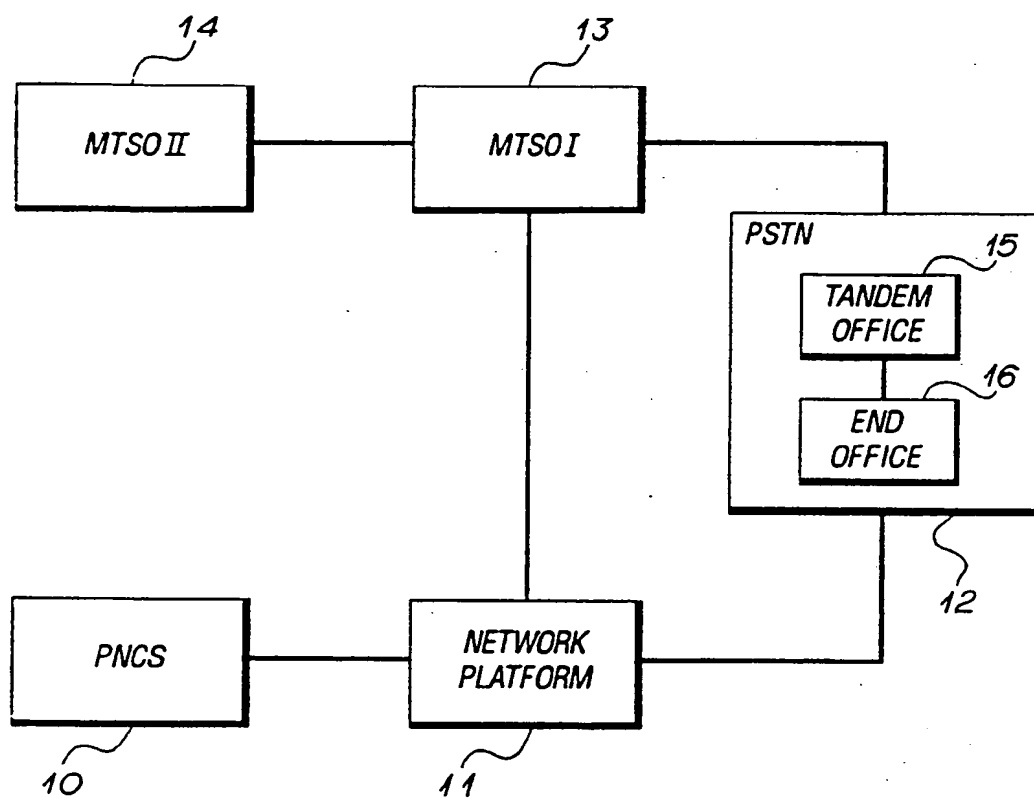 14
13
MTSO II
MTSO I
PSTN
15
TANDEM
OFFICE
16
END
OFFICE
12
PNCS
NETWORK
PLATFORM
10
11